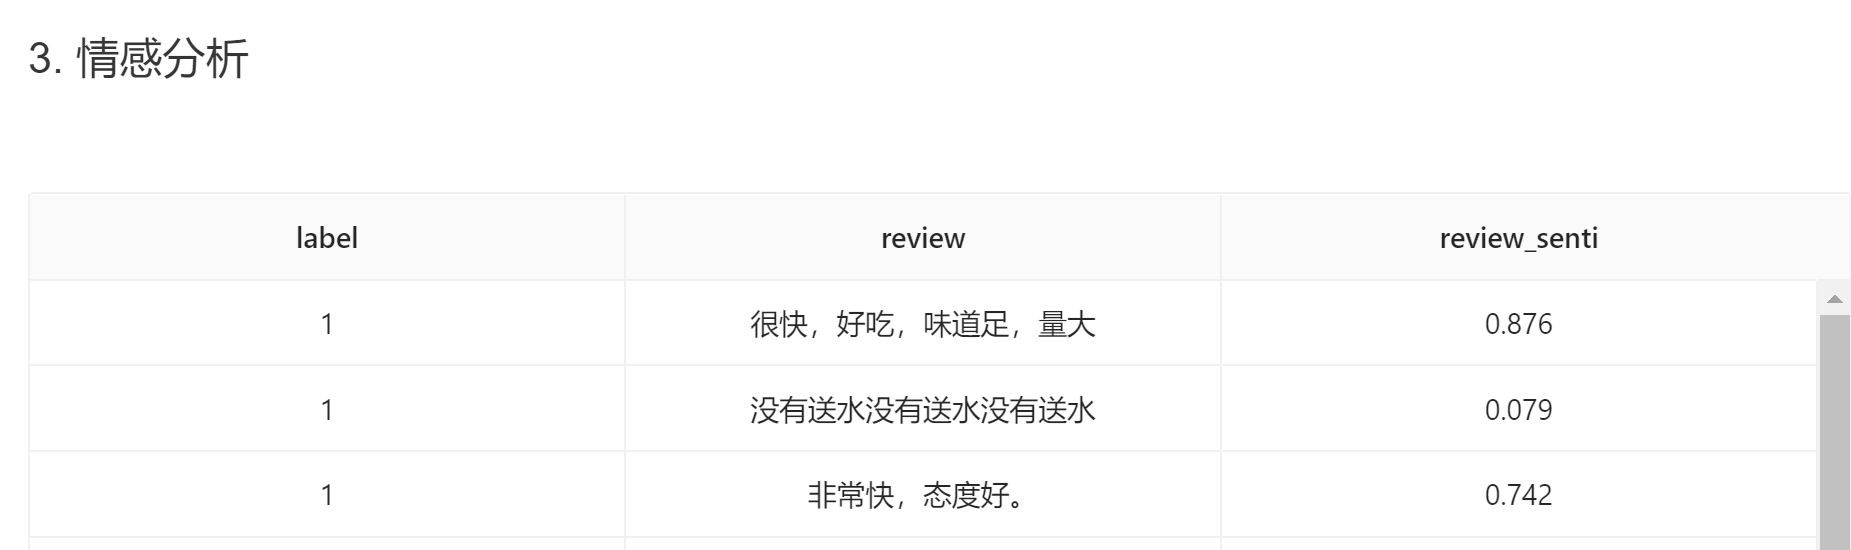 3. 情感分析
label review review_senti
1 很快，好吃，味道足，量大 0.876
1 没有送水没有送水没有送水 0.079
1 非常快，态度好。 0.742